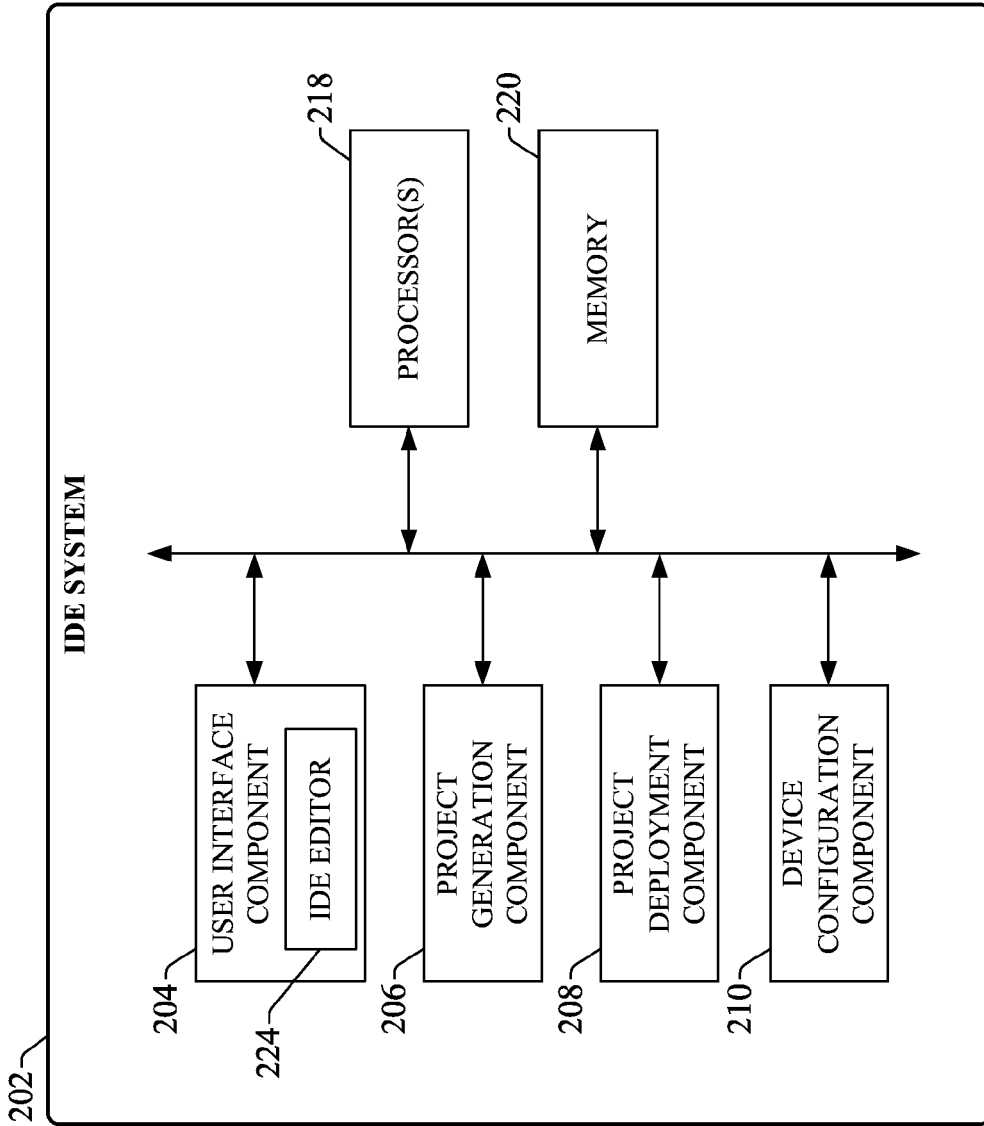 202
IDE SYSTEM
204
USER INTERFACE
COMPONENT
224
IDE EDITOR
206
PROJECT
GENERATION
COMPONENT
208
PROJECT
DEPLOYMENT
COMPONENT
210
DEVICE
CONFIGURATION
COMPONENT
218
PROCESSOR(S)
220
MEMORY